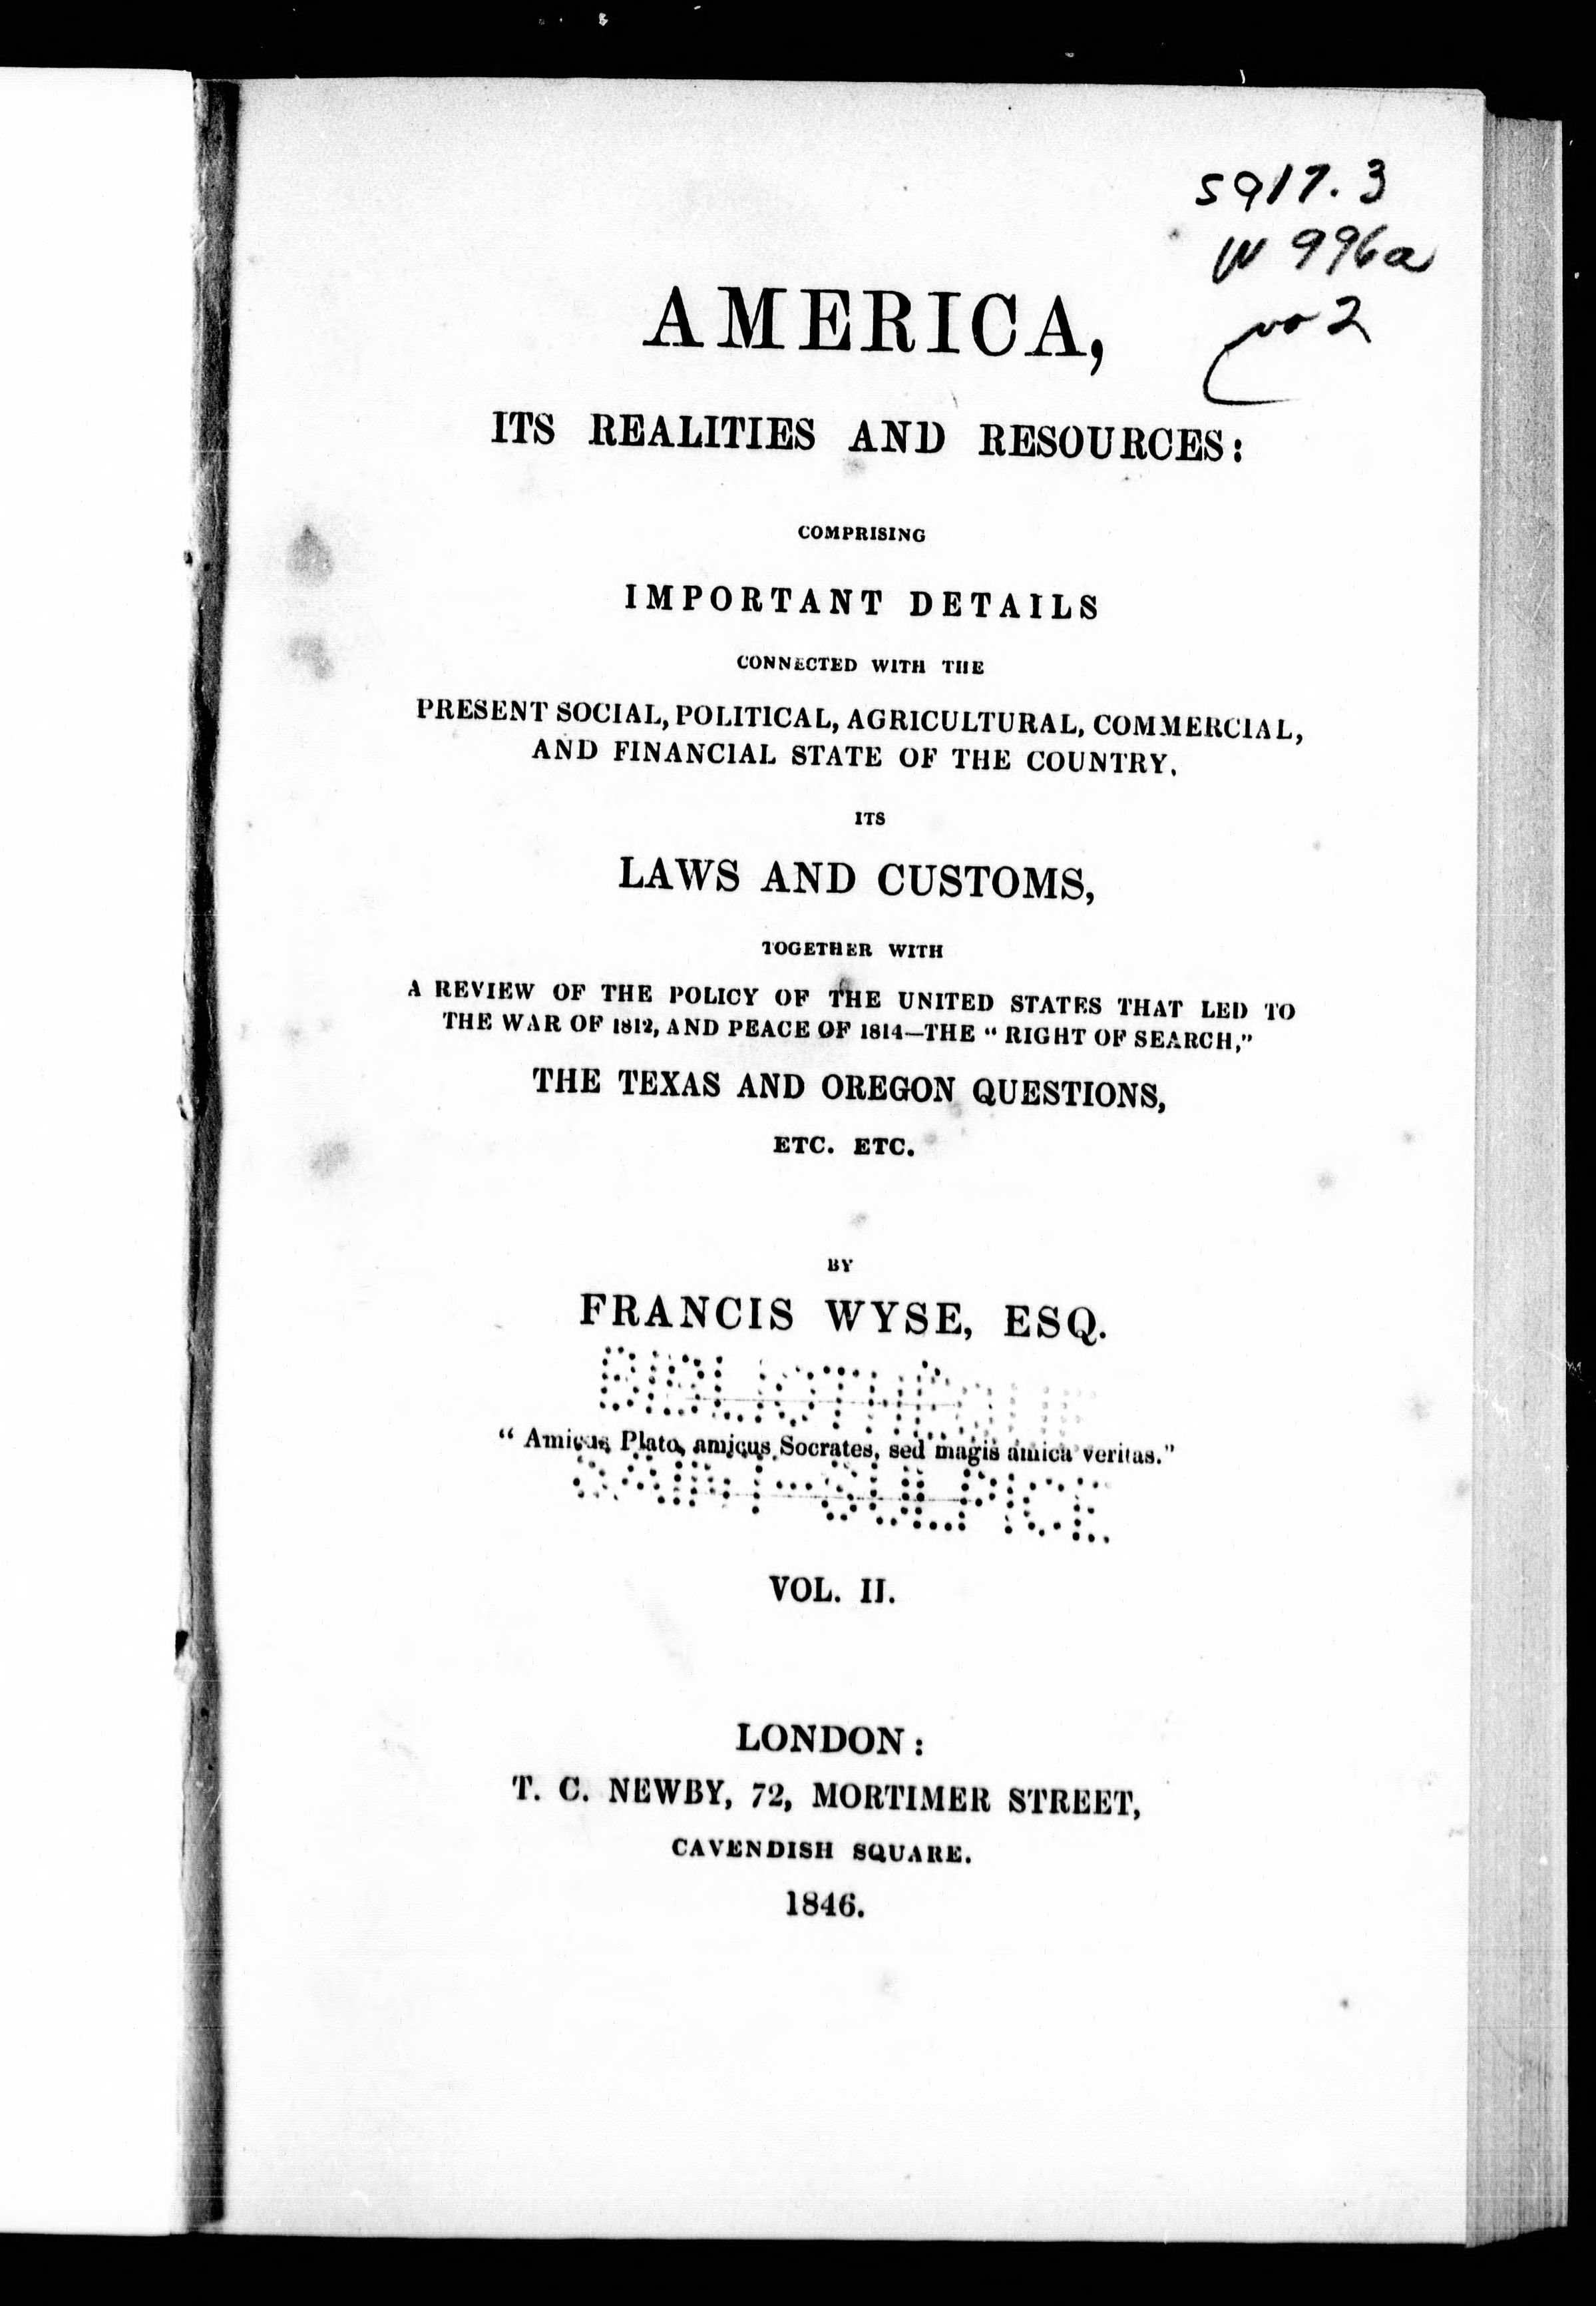 S917.3
W996a
vo 2
AMERICA,
ITS REALITIES AND RESOURCES:
COMPRISING
IMPORTANT DETAILS
CONNECTED WITH THE
PRESENT SOCIAL, POLITICAL, AGRICULTURAL, COMMERCIAL,
AND FINANCIAL STATE OF THE COUNTRY,
ITS
LAWS AND CUSTOMS,
TOGETHER WITH
A REVIEW OF THE POLICY OF THE UNITED STATES THAT LED TO
THE WAR OF 1812, AND PEACE OF 1814—THE “ RIGHT OF SEARCH,”
THE TEXAS AND OREGON QUESTIONS,
ETC. ETC.
BY
FRANCIS WYSE, ESQ.
BIBLIOTHÈQUE
“ Amicus Plato, amicus Socrates, sed magis amica veritas.”
SAINT-SULPICE
VOL. II.
LONDON:
T. C. NEWBY, 72, MORTIMER STREET,
CAVENDISH SQUARE.
1846.